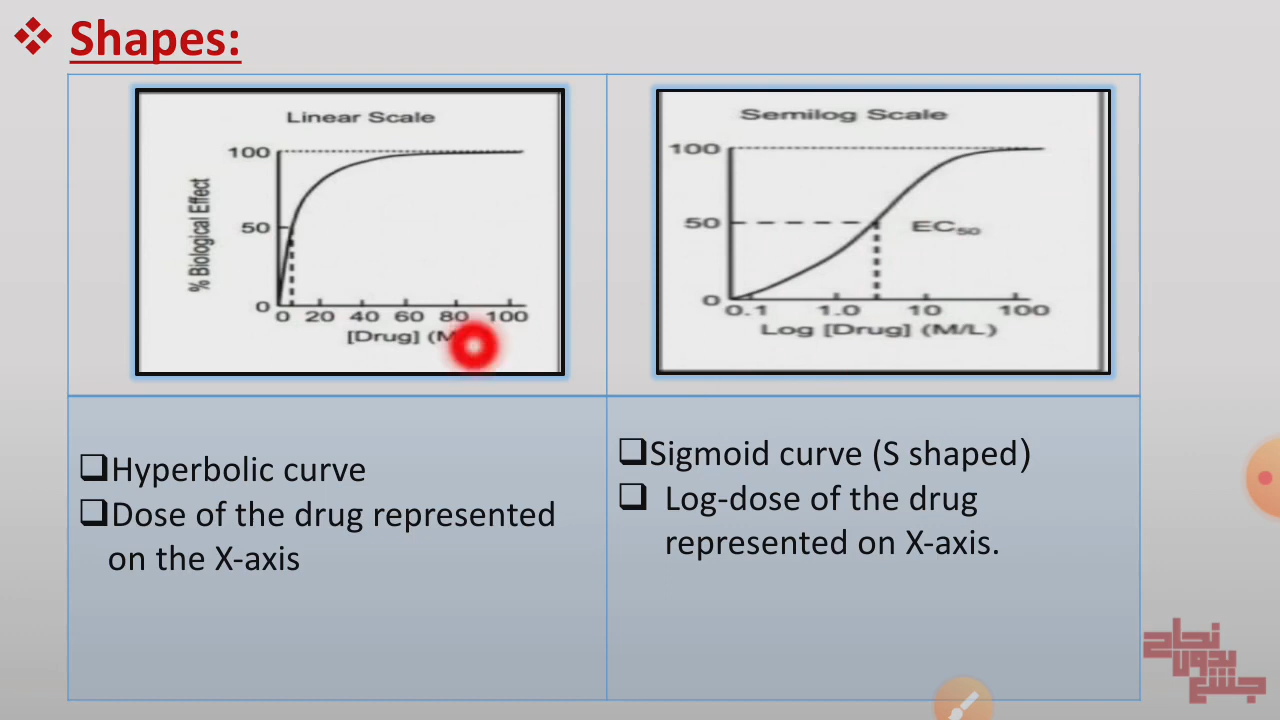 ❖ Shapes:
Linear Scale
100
50
0
% Biological Effect
0 20 40 60 80 100
[Drug] (M
Semilog Scale
100
50
EC50
0
0.1 1.0 10 100
Log [Drug] (M/L)
❑Hyperbolic curve
❑Dose of the drug represented
on the X-axis
❑Sigmoid curve (S shaped)
❑ Log-dose of the drug
represented on X-axis.
نجاح
بدون